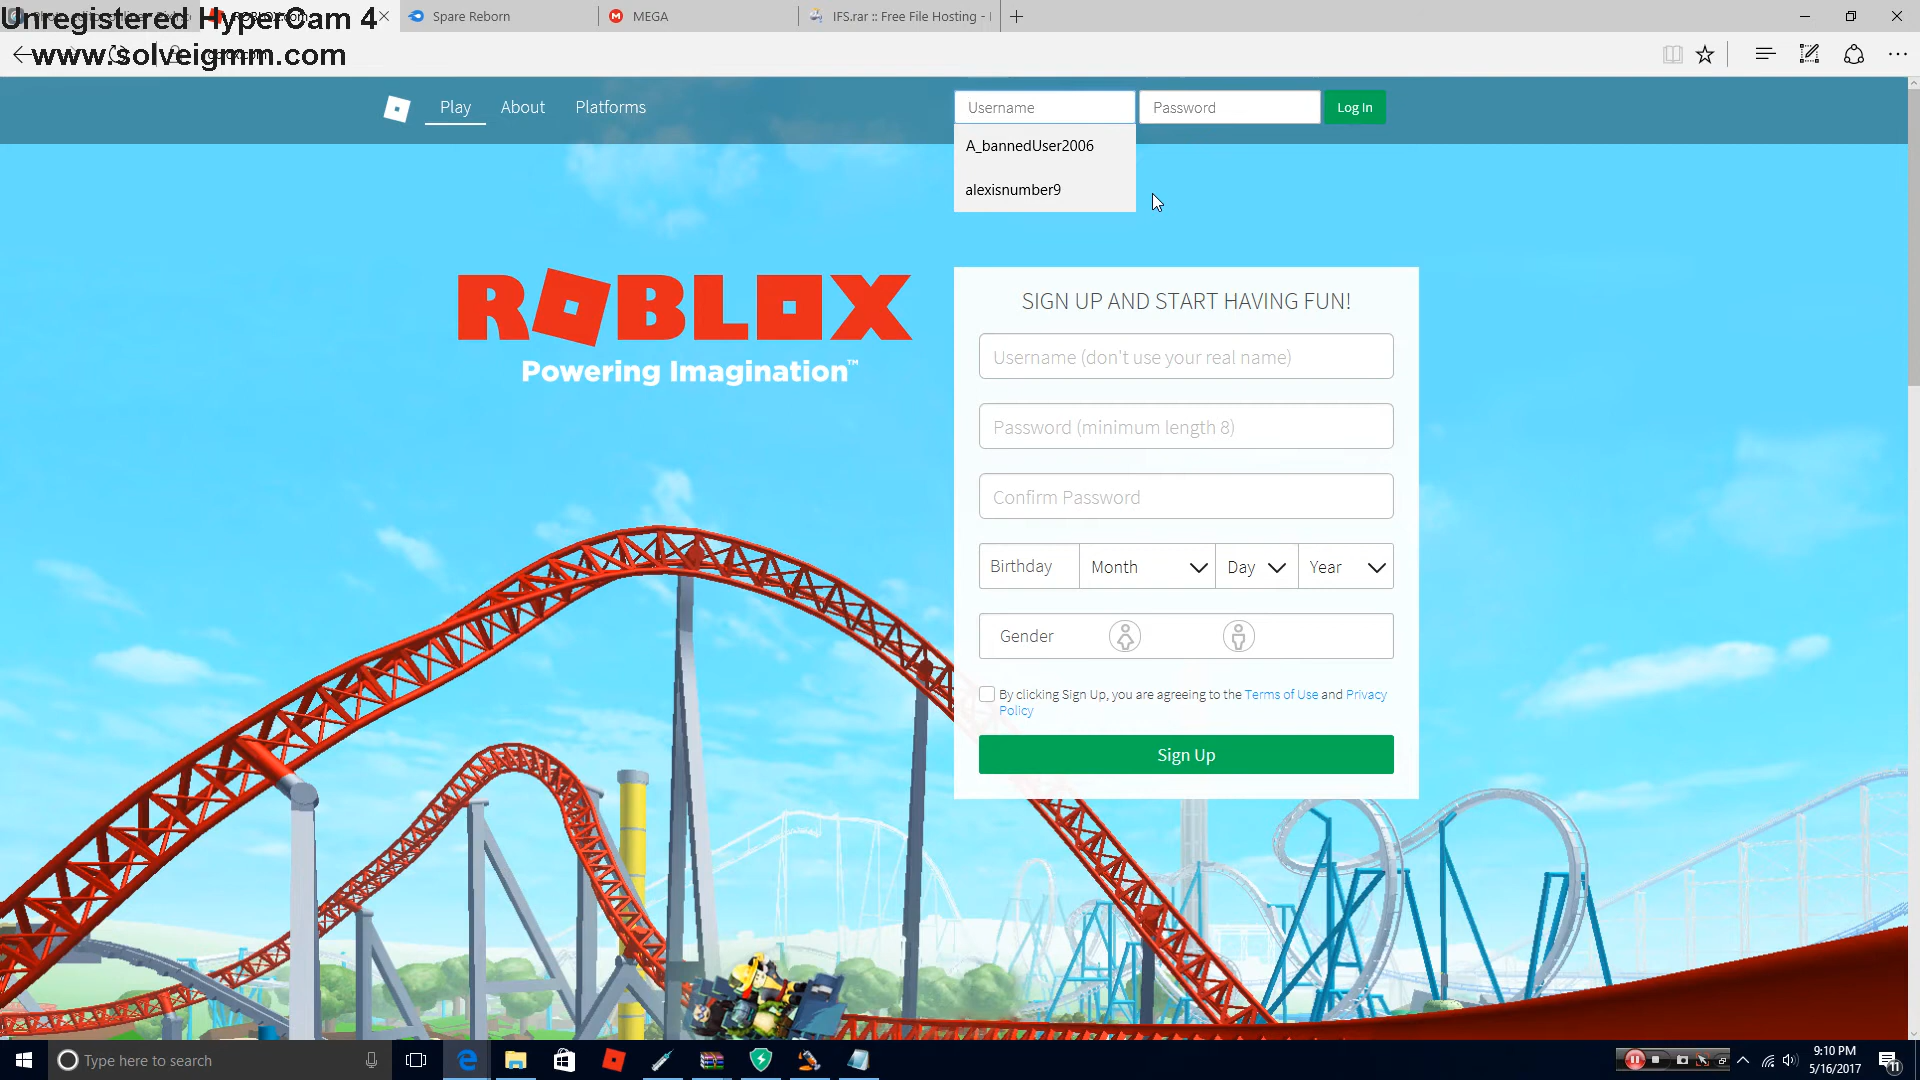 Unregistered HyperCam 4
www.solveigmm.com
Spare Reborn
MEGA
IFS.rar :: Free File Hosting -
Play
About
Platforms
Username
Password
Log In
A_bannedUser2006
alexisnumber9
ROBLOX
Powering Imagination™
SIGN UP AND START HAVING FUN!
Username (don't use your real name)
Password (minimum length 8)
Confirm Password
Birthday
Month
Day
Year
Gender
By clicking Sign Up, you are agreeing to the Terms of Use and Privacy
Policy
Sign Up
Type here to search
9:10 PM
5/16/2017
11